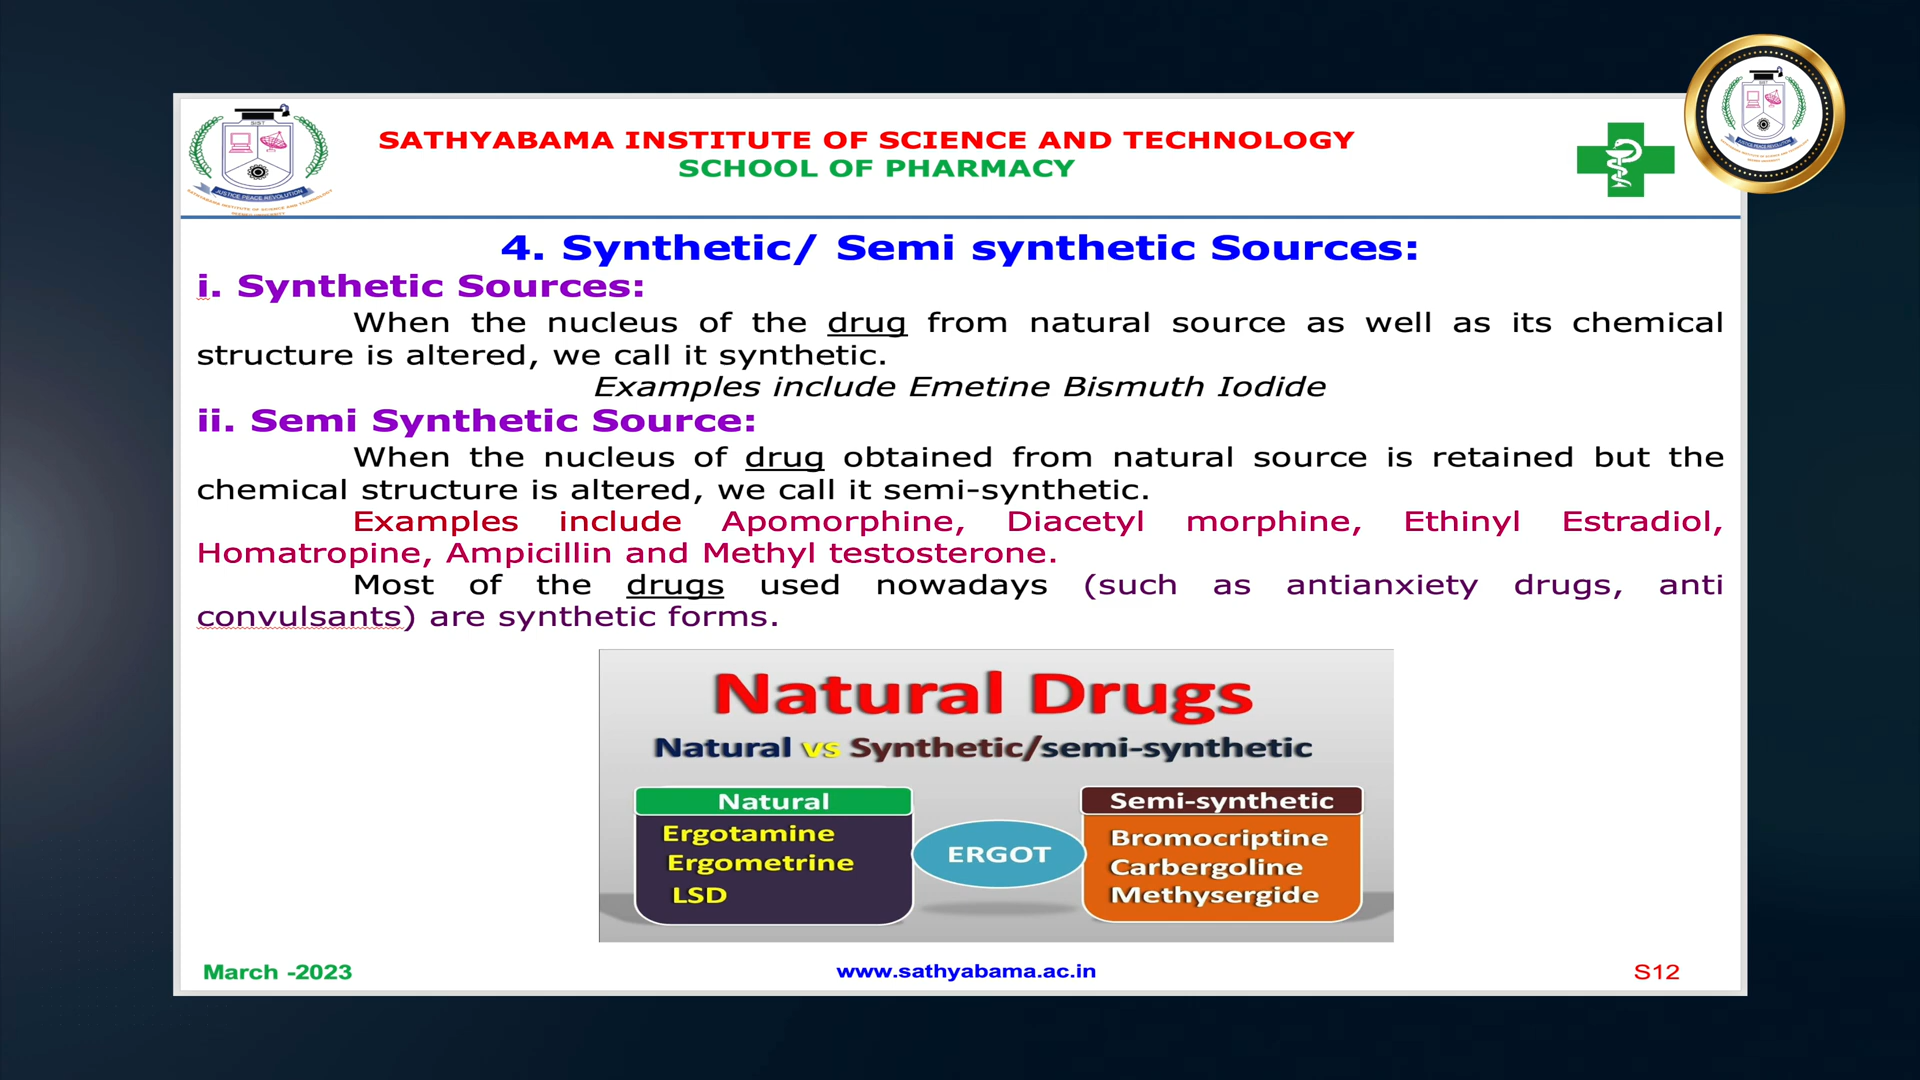 SIST
JUSTICE PEACE REVOLUTION
SATHYABAMA INSTITUTE OF SCIENCE AND TECHNOLOGY
SCHOOL OF PHARMACY
4. Synthetic/ Semi synthetic Sources:
i. Synthetic Sources:
When the nucleus of the drug from natural source as well as its chemical
structure is altered, we call it synthetic.
Examples include Emetine Bismuth Iodide
ii. Semi Synthetic Source:
When the nucleus of drug obtained from natural source is retained but the
chemical structure is altered, we call it semi-synthetic.
Examples include Apomorphine, Diacetyl morphine, Ethinyl Estradiol,
Homatropine, Ampicillin and Methyl testosterone.
Most of the drugs used nowadays (such as antianxiety drugs, anti
convulsants) are synthetic forms.
Natural Drugs
Natural vs Synthetic/semi-synthetic
Natural
Ergotamine
Ergometrine
LSD
ERGOT
Semi-synthetic
Bromocriptine
Carbergoline
Methysergide
March -2023
www.sathyabama.ac.in
S12